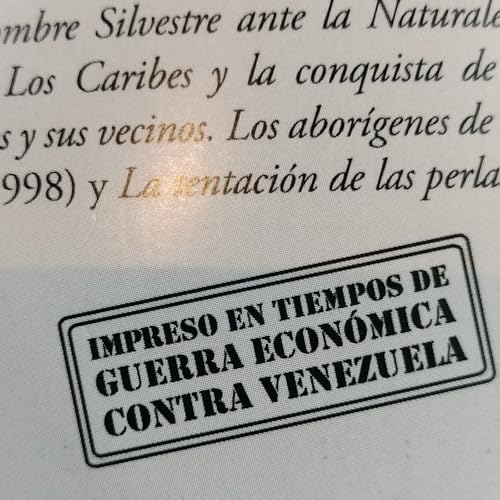 ombre Silvestre ante la Naturale
Los Caribes y la conquista de
s y sus vecinos. Los aborígenes de
998) y La tentación de las perla
IMPRESO EN TIEMPOS DE
GUERRA ECONÓMICA
CONTRA VENEZUELA